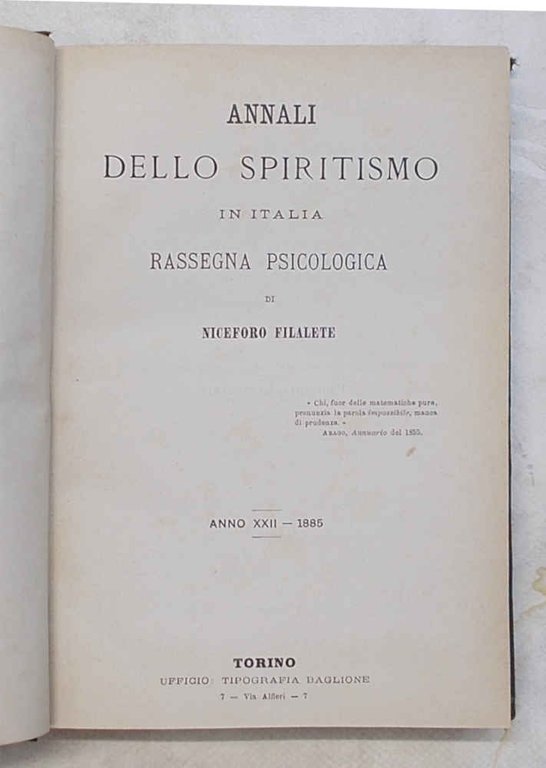 ANNALI
DELLO SPIRITISMO
IN ITALIA
RASSEGNA PSICOLOGICA
DI
NICEFORO FILALETE
« Chi, fuor delle matematiche pure,
pronunzia la parola impossibile, manca
di prudenza. »
ARAGO, Annuario del 1855.
ANNO XXII — 1885
TORINO
UFFICIO: TIPOGRAFIA BAGLIONE
7 — Via Alfieri — 7